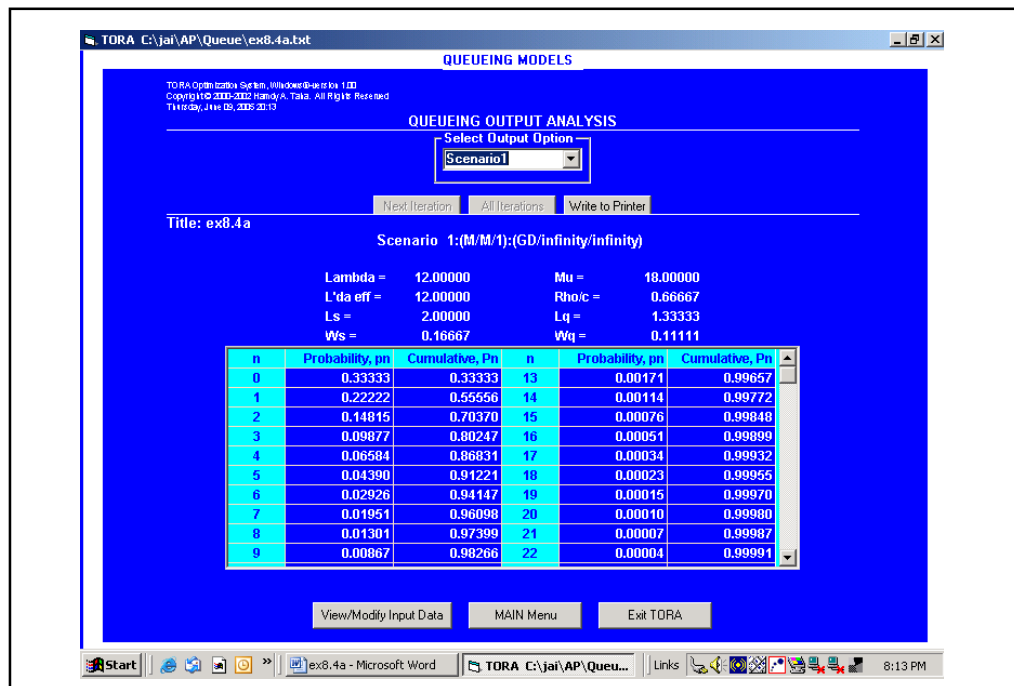 TORA C:\jai\AP\Queue\ex8.4a.txt
QUEUEING MODELS
TORA Optimization System, Windows®-version 1.00
Copyright © 2000-2002 Hamdy A. Taha. All Rights Reserved
Thursday, June 09, 2005 20:13
QUEUEING OUTPUT ANALYSIS
Select Output Option
Scenario1
Next Iteration All Iterations Write to Printer
Title: ex8.4a
Scenario 1:(M/M/1):(GD/infinity/infinity)
Lambda = 12.00000 Mu = 18.00000
L'da eff = 12.00000 Rho/c = 0.66667
Ls = 2.00000 Lq = 1.33333
Ws = 0.16667 Wq = 0.11111
n Probability, pn Cumulative, Pn n Probability, pn Cumulative, Pn
0 0.33333 0.33333 13 0.00171 0.99657
1 0.22222 0.55556 14 0.00114 0.99772
2 0.14815 0.70370 15 0.00076 0.99848
3 0.09877 0.80247 16 0.00051 0.99899
4 0.06584 0.86831 17 0.00034 0.99932
5 0.04390 0.91221 18 0.00023 0.99955
6 0.02926 0.94147 19 0.00015 0.99970
7 0.01951 0.96098 20 0.00010 0.99980
8 0.01301 0.97399 21 0.00007 0.99987
9 0.00867 0.98266 22 0.00004 0.99991
View/Modify Input Data MAIN Menu Exit TORA
Start » ex8.4a - Microsoft Word TORA C:\jai\AP\Queu... Links 8:13 PM